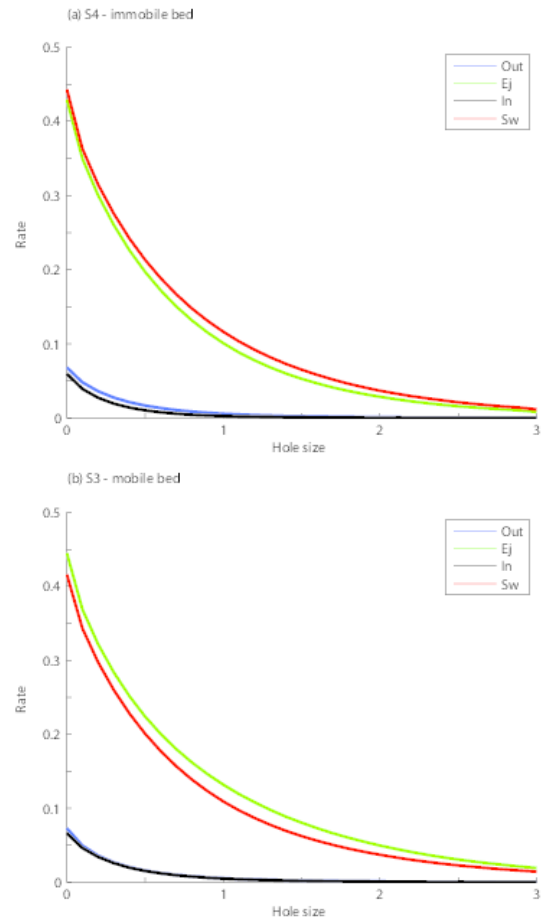 (a) S4 - immobile bed
0.5
0.4
0.3
0.2
0.1
0
Rate
Out
Ej
In
Sw
0
1
2
3
Hole size
(b) S3 - mobile bed
0.5
0.4
0.3
0.2
0.1
0
Rate
Out
Ej
In
Sw
0
1
2
3
Hole size